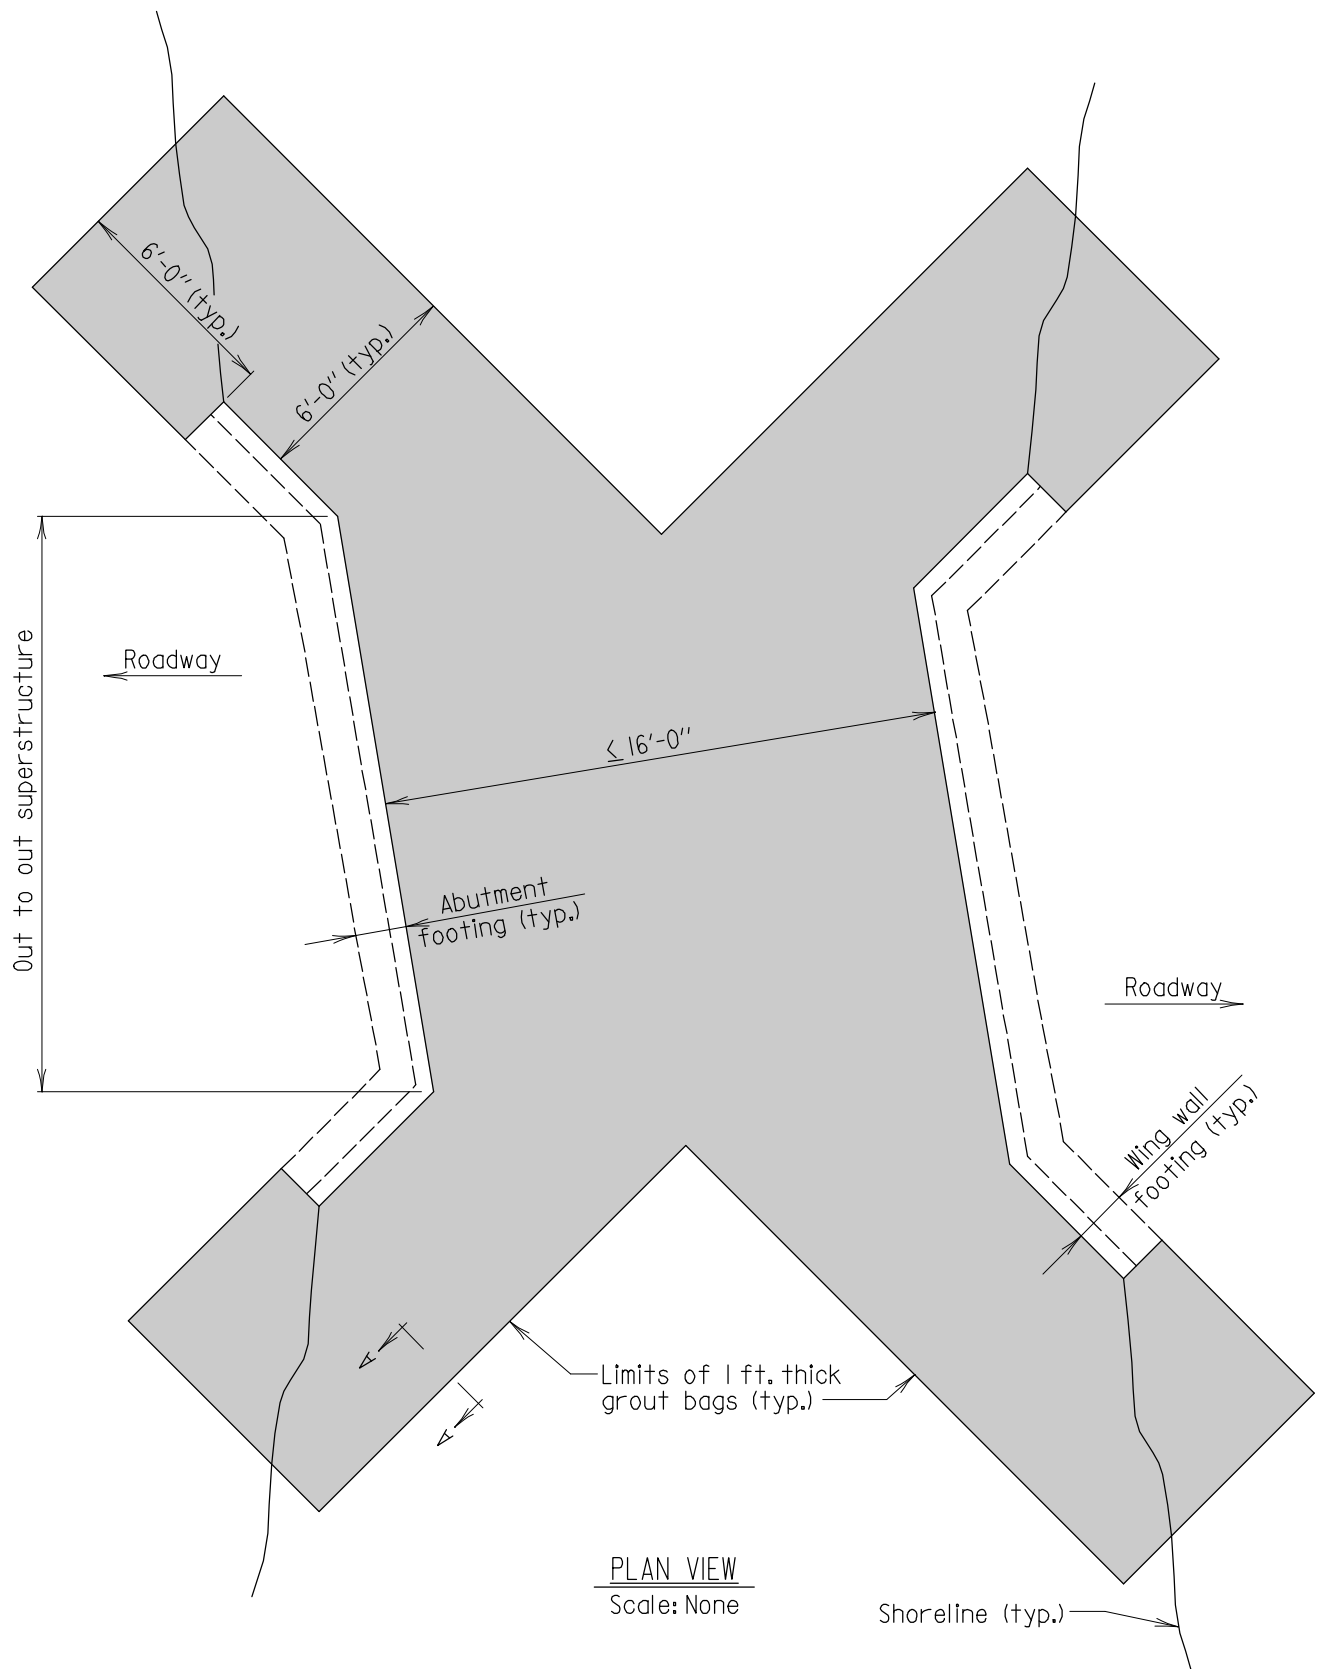 6'-0" (typ.)
6'-0" (typ.)
Out to out superstructure
Roadway
≤ 16'-0"
Abutment
footing (typ.)
Roadway
Wing wall
footing (typ.)
A
A
Limits of 1 ft. thick
grout bags (typ.)
PLAN VIEW
Scale: None
Shoreline (typ.)